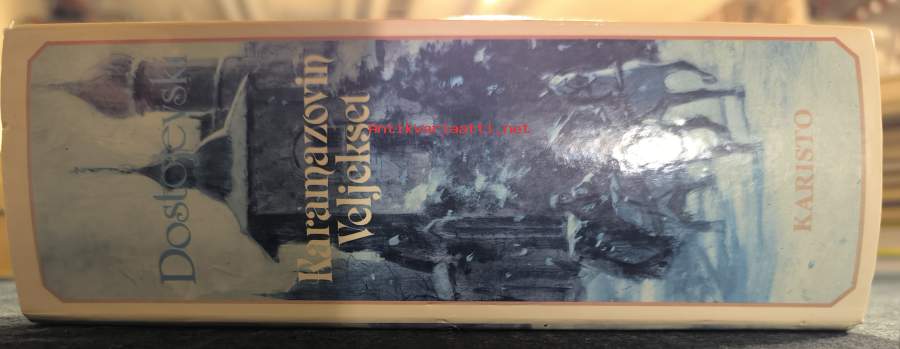 Dostojevski
Karamazovin
Veljekset
Antikvariaatti.net
KARISTO